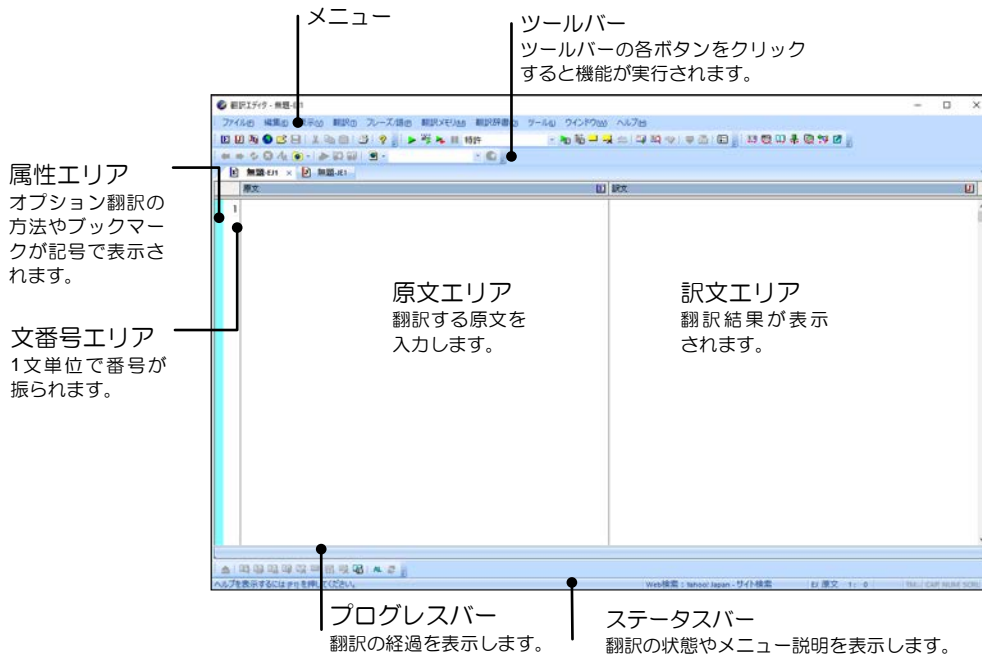 メニュー
ツールバー
ツールバーの各ボタンをクリック
すると機能が実行されます。
翻訳エディタ - 無題-EJ1
ファイル(F) 編集(E) 表示(V) 翻訳(T) フレーズ/語(P) 翻訳メモリ(M) 翻訳辞書 ツール(L) ウインドウ(W) ヘルプ(H)
特許
無題-EJ1 × 無題-JE1
原文
訳文
1
属性エリア
オプション翻訳の
方法やブックマー
クが記号で表示さ
れます。
文番号エリア
1文単位で番号が
振られます。
原文エリア
翻訳する原文を
入力します。
訳文エリア
翻訳結果が表示
されます。
AL
ヘルプを表示するには [F1] を押してください。
Web検索 : Yahoo! Japan - サイト検索 EJ 原文 1 : 0 CAP NUM SCRL
プログレスバー
翻訳の経過を表示します。
ステータスバー
翻訳の状態やメニュー説明を表示します。